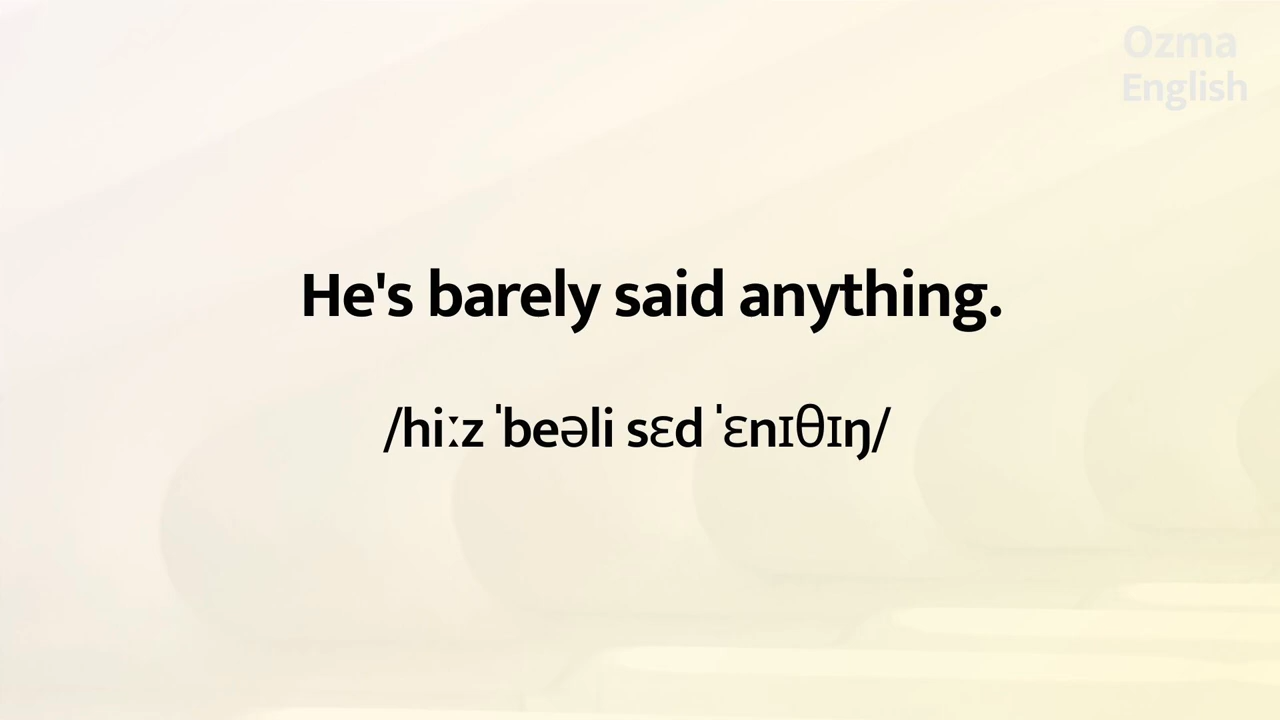 Ozma
English
He's barely said anything.
/hiːz ˈbeəli sɛd ˈɛnɪθɪŋ/